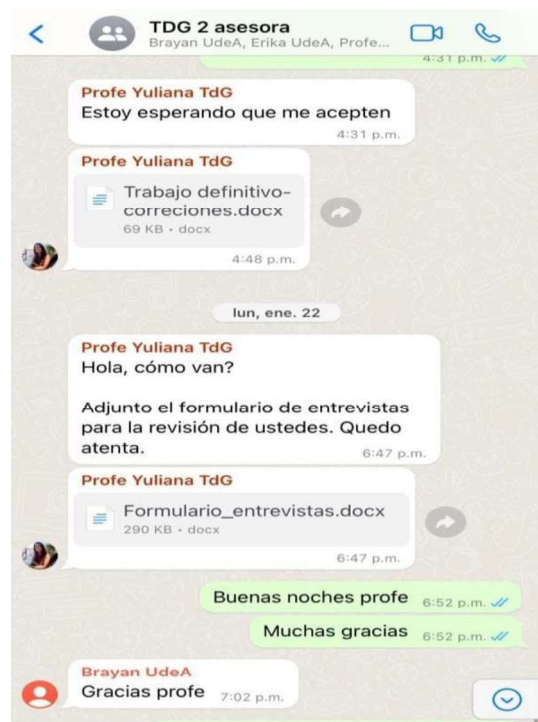 TDG 2 asesora
Brayan UdeA, Erika UdeA, Profe...
4:31 p.m.
Profe Yuliana TdG
Estoy esperando que me acepten
4:31 p.m.
Profe Yuliana TdG
Trabajo definitivo-
correciones.docx
69 KB • docx
4:48 p.m.
lun, ene. 22
Profe Yuliana TdG
Hola, cómo van?
Adjunto el formulario de entrevistas
para la revisión de ustedes. Quedo
atenta.
6:47 p.m.
Profe Yuliana TdG
Formulario_entrevistas.docx
290 KB • docx
6:47 p.m.
Buenas noches profe 6:52 p.m.
Muchas gracias 6:52 p.m.
Brayan UdeA
Gracias profe 7:02 p.m.